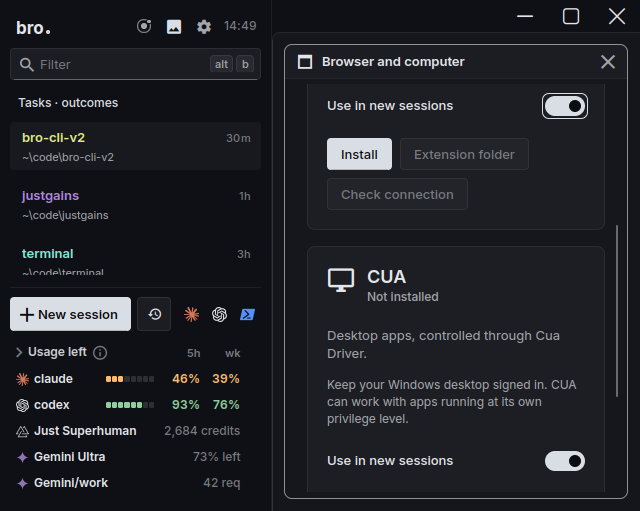 bro.
14:49
Filter
alt
b
Tasks · outcomes
bro-cli-v2
30m
~\code\bro-cli-v2
justgains
1h
~\code\justgains
terminal
3h
~\code\terminal
New session
Usage left
5h
wk
claude
46%
39%
codex
93%
76%
Just Superhuman
2,684 credits
Gemini Ultra
73% left
Gemini/work
42 req
Browser and computer
Use in new sessions
Install
Extension folder
Check connection
CUA
Not installed
Desktop apps, controlled through Cua
Driver.
Keep your Windows desktop signed in. CUA
can work with apps running at its own
privilege level.
Use in new sessions